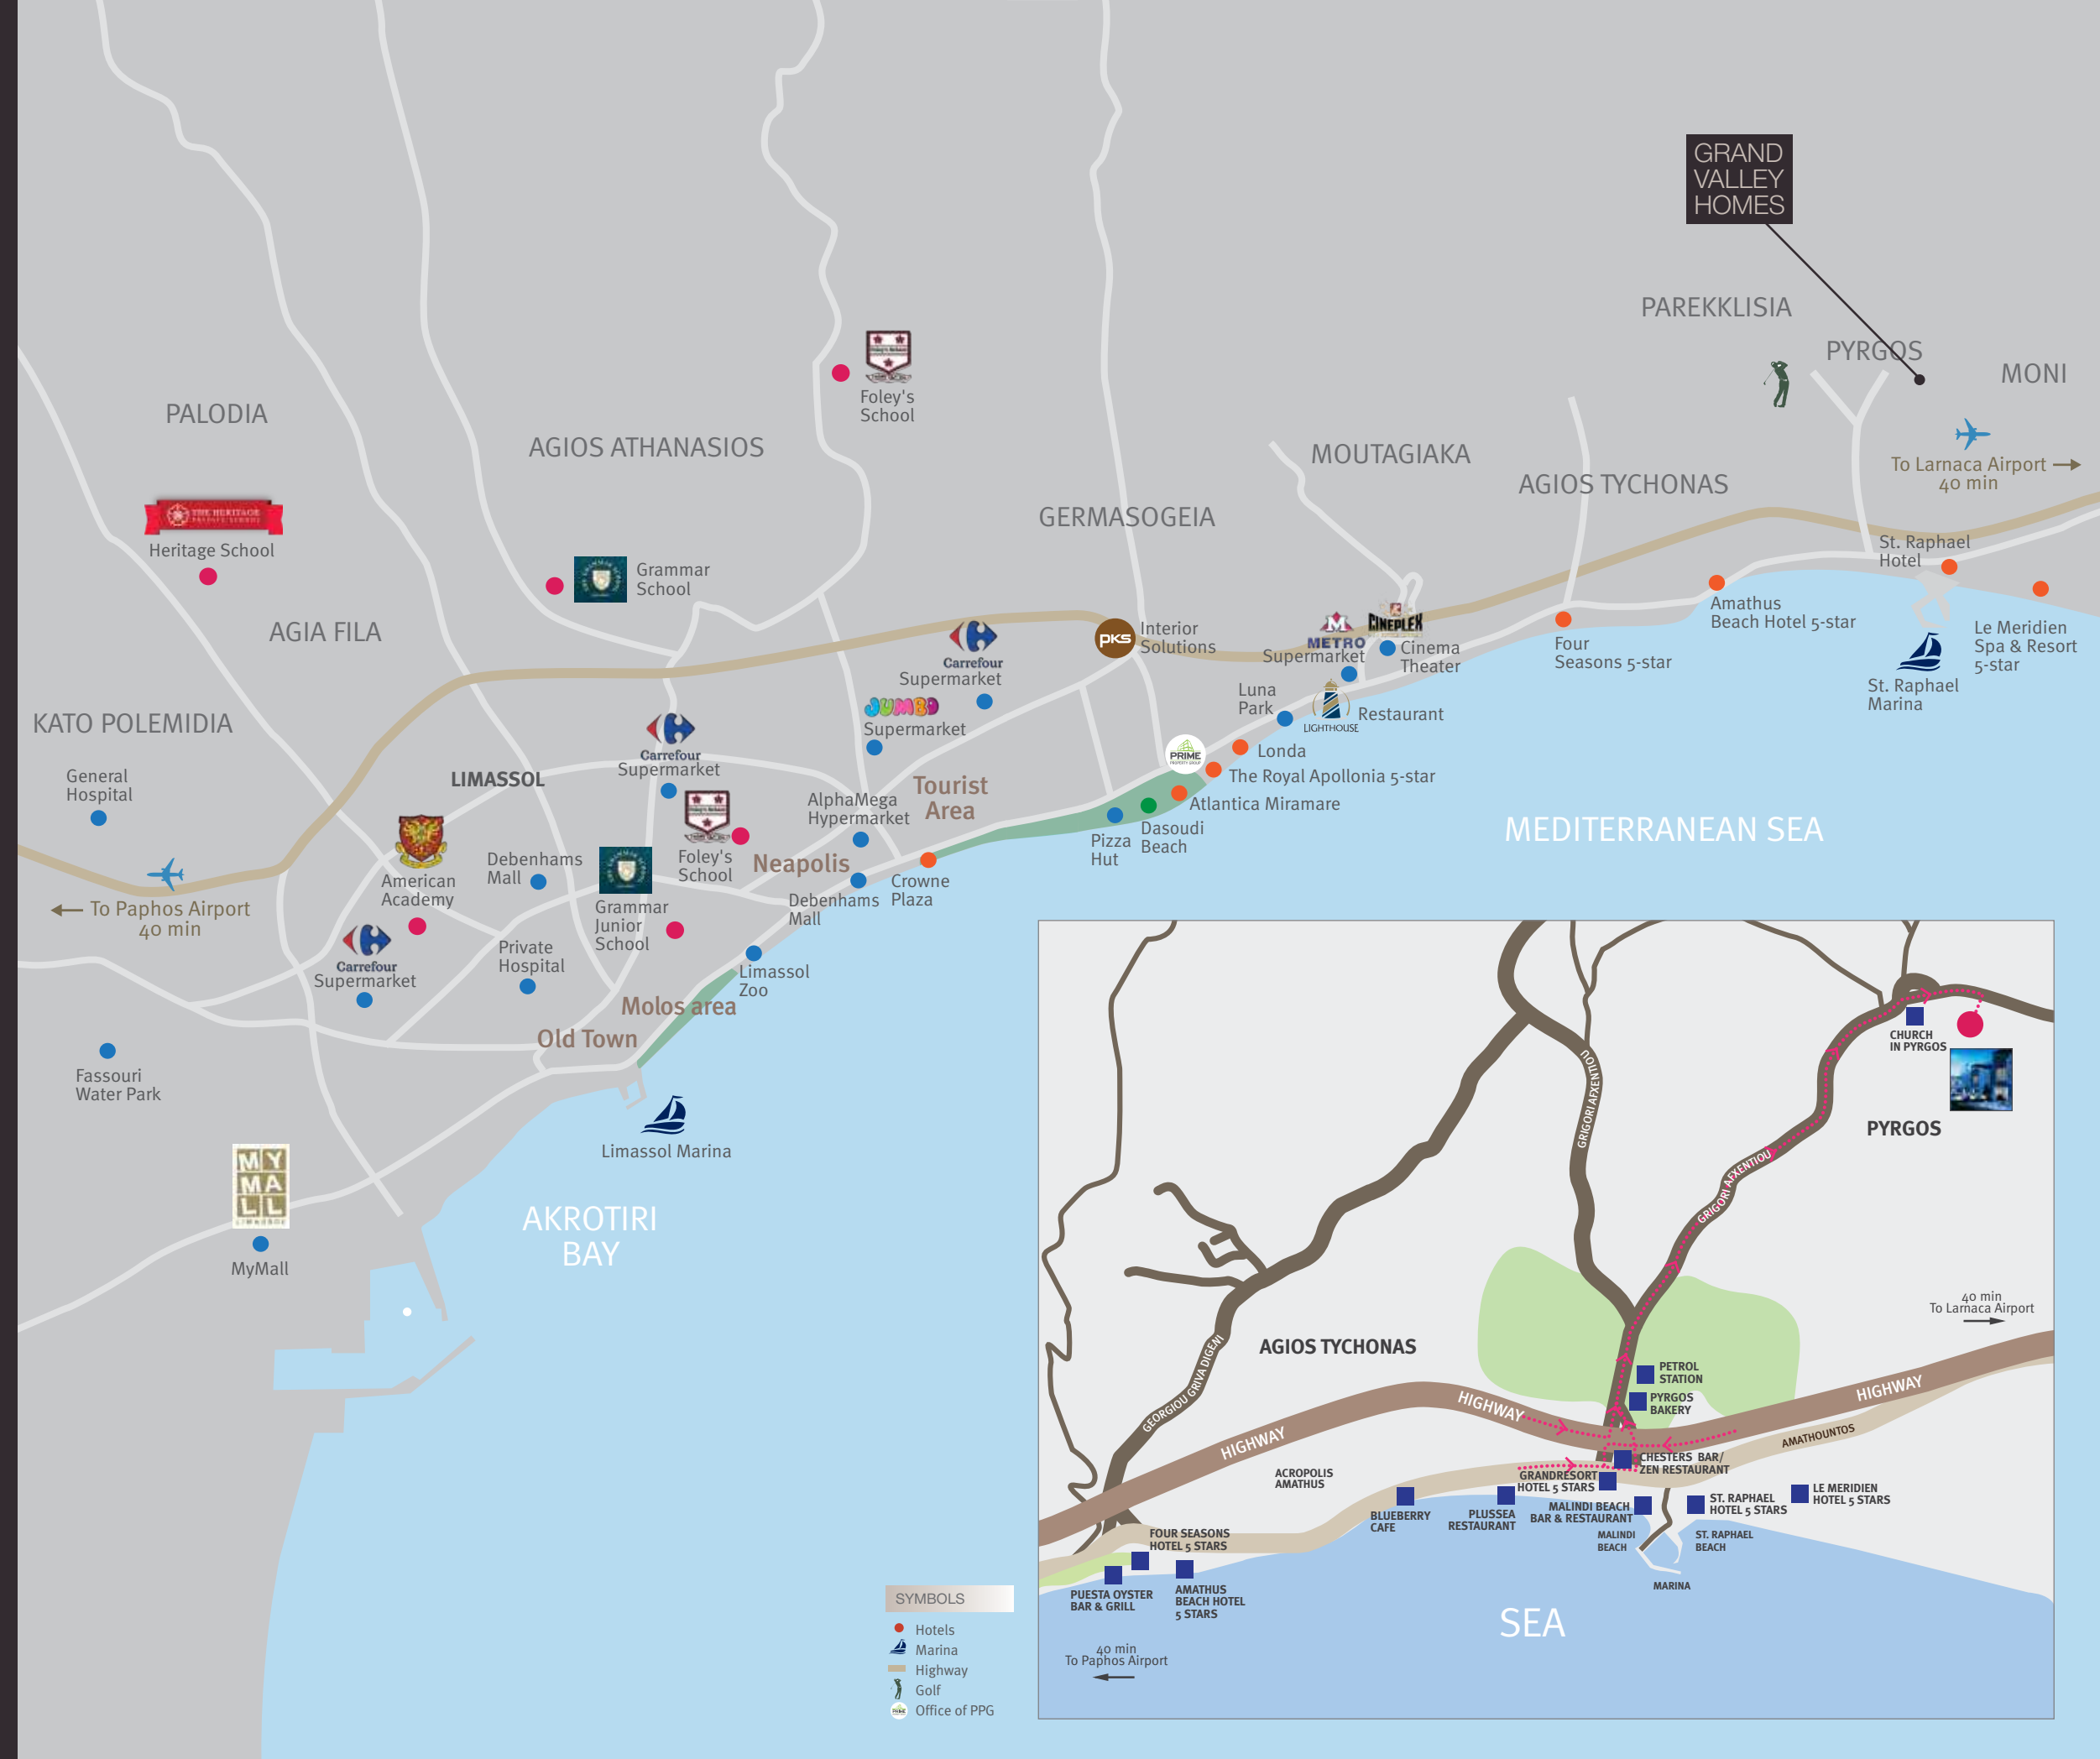 GRAND
VALLEY
HOMES
PAREKKLISIA
PYRGOS
MONI
To Larnaca Airport
40 min
Foley's
School
PALODIA
AGIOS ATHANASIOS
MOUTAGIAKA
AGIOS TYCHONAS
GERMASOGEIA
THE HERITAGE
Heritage School
Grammar
School
AGIA FILA
St. Raphael
Hotel
Amathus
Beach Hotel 5-star
Four
Seasons 5-star
Le Meridien
Spa & Resort
5-star
St. Raphael
Marina
pks
Interior
Solutions
METRO
Supermarket
CINEPLEX
Cinema
Theater
Carrefour
Supermarket
JUMBO
Supermarket
Luna
Park
LIGHTHOUSE
Restaurant
KATO POLEMIDIA
General
Hospital
LIMASSOL
Carrefour
Supermarket
PRIME
PROPERTY GROUP
Londa
The Royal Apollonia 5-star
Atlantica Miramare
Tourist
Area
AlphaMega
Hypermarket
Dasoudi
Beach
Pizza
Hut
MEDITERRANEAN SEA
American
Academy
Debenhams
Mall
Foley's
School
Neapolis
Crowne
Plaza
Debenhams
Mall
To Paphos Airport
40 min
Grammar
Junior
School
Carrefour
Supermarket
Private
Hospital
Limassol
Zoo
Molos area
Old Town
Fassouri
Water Park
Limassol Marina
MY
MA
LL
LIMASSOL
MyMall
AKROTIRI
BAY
SYMBOLS
Hotels
Marina
Highway
Golf
PRIME
Office of PPG
CHURCH
IN PYRGOS
PYRGOS
GRIGORI AFXENTIOU
GRIGORI AFXENTIOU
40 min
To Larnaca Airport
AGIOS TYCHONAS
GEORGIOU GRIVA DIGENI
PETROL
STATION
PYRGOS
BAKERY
HIGHWAY
HIGHWAY
HIGHWAY
AMATHOUNTOS
CHESTERS BAR/
ZEN RESTAURANT
ACROPOLIS
AMATHUS
GRANDRESORT
HOTEL 5 STARS
BLUEBERRY
CAFE
PLUSSEA
RESTAURANT
MALINDI BEACH
BAR & RESTAURANT
ST. RAPHAEL
HOTEL 5 STARS
LE MERIDIEN
HOTEL 5 STARS
MALINDI
BEACH
ST. RAPHAEL
BEACH
MARINA
FOUR SEASONS
HOTEL 5 STARS
PUESTA OYSTER
BAR & GRILL
AMATHUS
BEACH HOTEL
5 STARS
SEA
40 min
To Paphos Airport